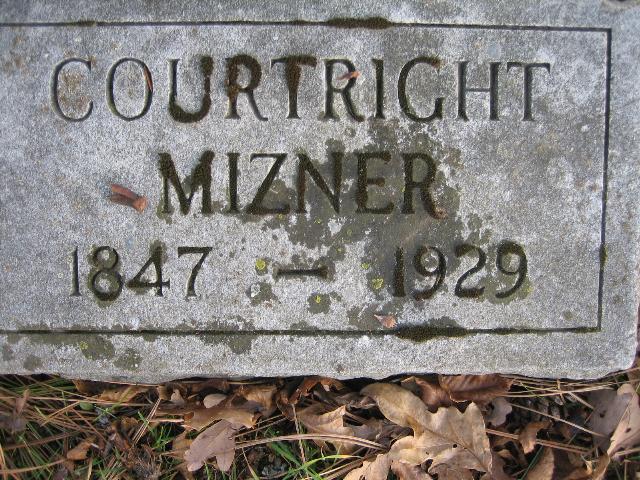 COURTRIGHT
MIZNER
1847 – 1929